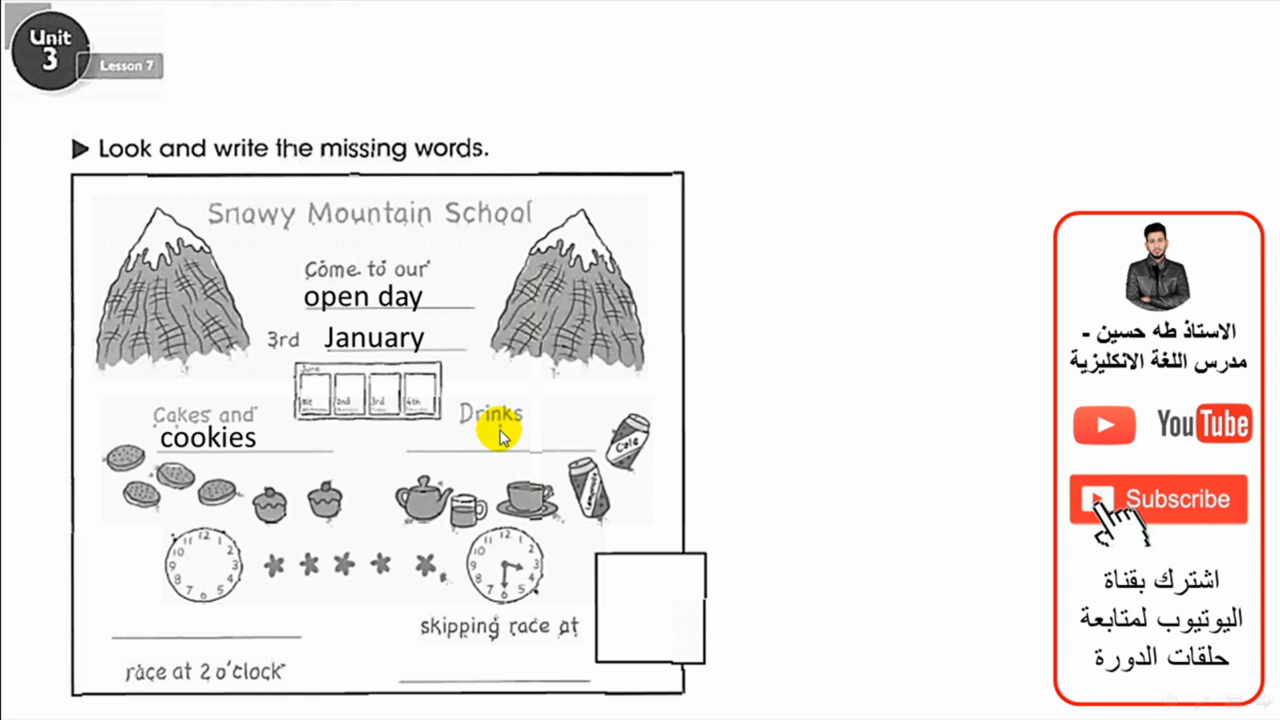 Unit
3
Lesson 7
Look and write the missing words.
Snowy Mountain School
Come to our
open day
3rd January
June
1st 2nd 3rd 4th
Cakes and
cookies
Drinks
Cola
Lemonade
skipping race at
race at 2 o'clock
الاستاذ طه حسين -
مدرس اللغة الانكليزية
YouTube
Subscribe
اشترك بقناة
اليوتيوب لمتابعة
حلقات الدورة